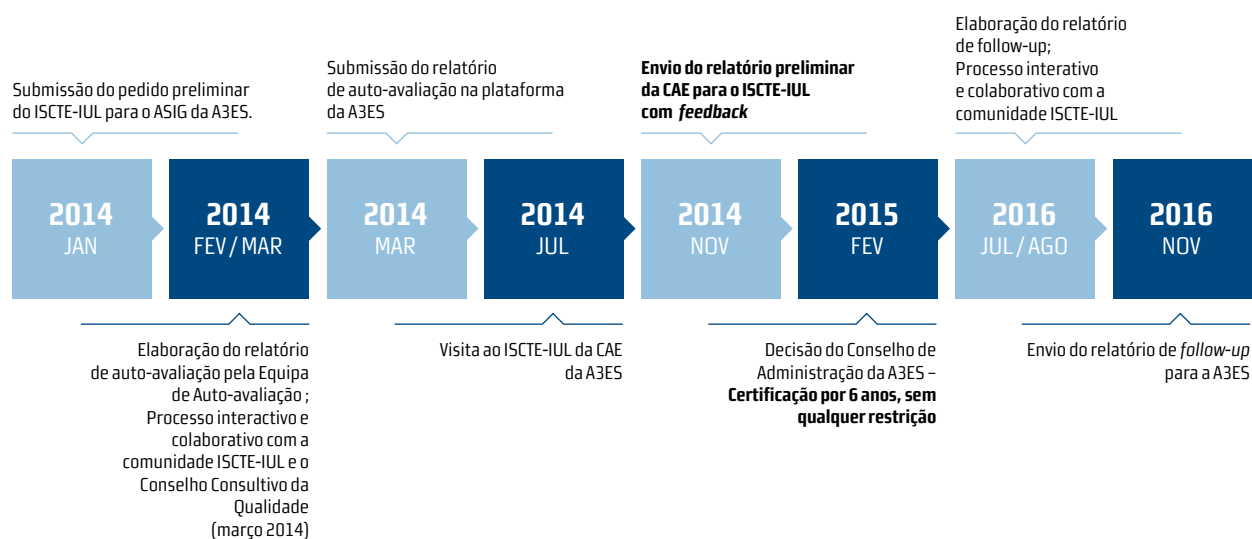 Submissão do pedido preliminar
do ISCTE-IUL para o ASIG da A3ES.
Submissão do relatório
de auto-avaliação na plataforma
da A3ES
Envio do relatório preliminar
da CAE para o ISCTE-IUL
com feedback
Elaboração do relatório
de follow-up;
Processo interativo
e colaborativo com a
comunidade ISCTE-IUL
2014
JAN
2014
FEV / MAR
2014
MAR
2014
JUL
2014
NOV
2015
FEV
2016
JUL / AGO
2016
NOV
Elaboração do relatório
de auto-avaliação pela Equipa
de Auto-avaliação ;
Processo interactivo e
colaborativo com a
comunidade ISCTE-IUL e o
Conselho Consultivo da
Qualidade
(março 2014)
Visita ao ISCTE-IUL da CAE
da A3ES
Decisão do Conselho de
Administração da A3ES –
Certificação por 6 anos, sem
qualquer restrição
Envio do relatório de follow-up
para a A3ES